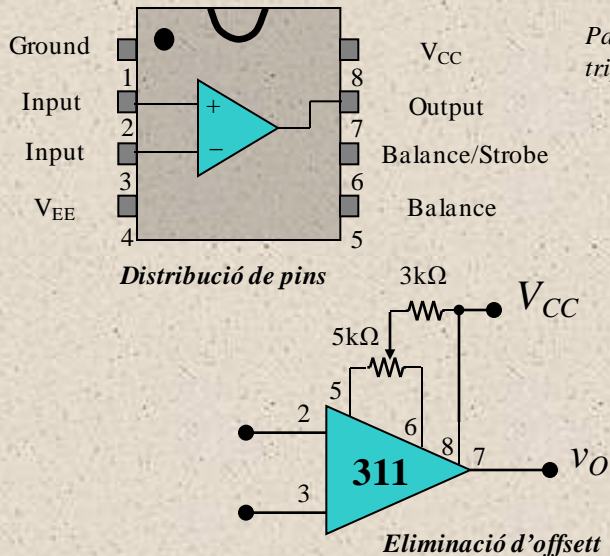 Ground
1
Input
2
Input
3
VEE
4
+
−
VCC
8
Output
7
Balance/Strobe
6
Balance
5
Distribució de pins
3kΩ
VCC
5kΩ
5
6
8
2
3
311
7
vO
Eliminació d'offsett